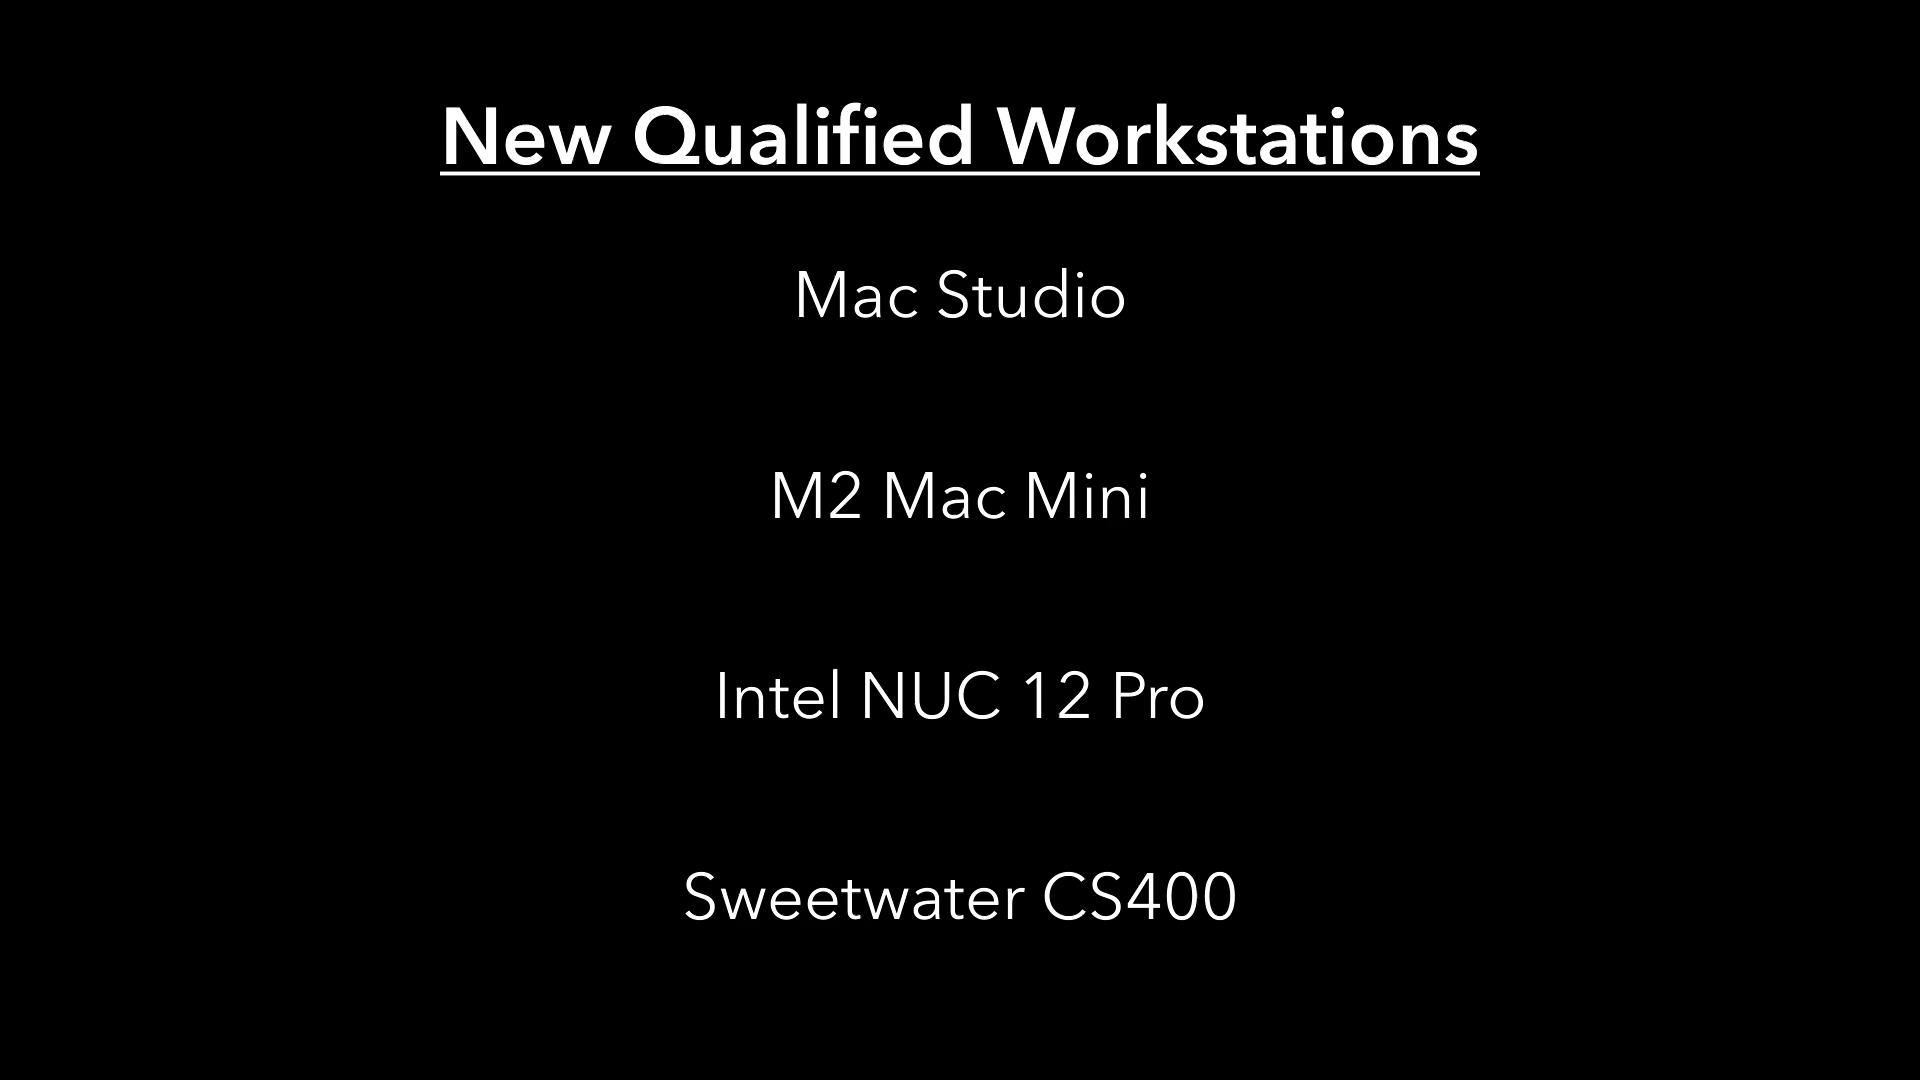 New Qualified Workstations
Mac Studio
M2 Mac Mini
Intel NUC 12 Pro
Sweetwater CS400